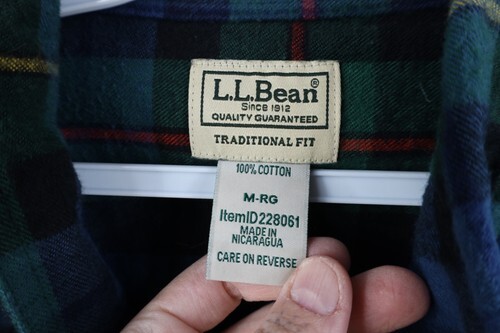 L.L.Bean®
Since 1912
QUALITY GUARANTEED
TRADITIONAL FIT
100% COTTON
M-RG
ItemID228061
MADE IN
NICARAGUA
CARE ON REVERSE